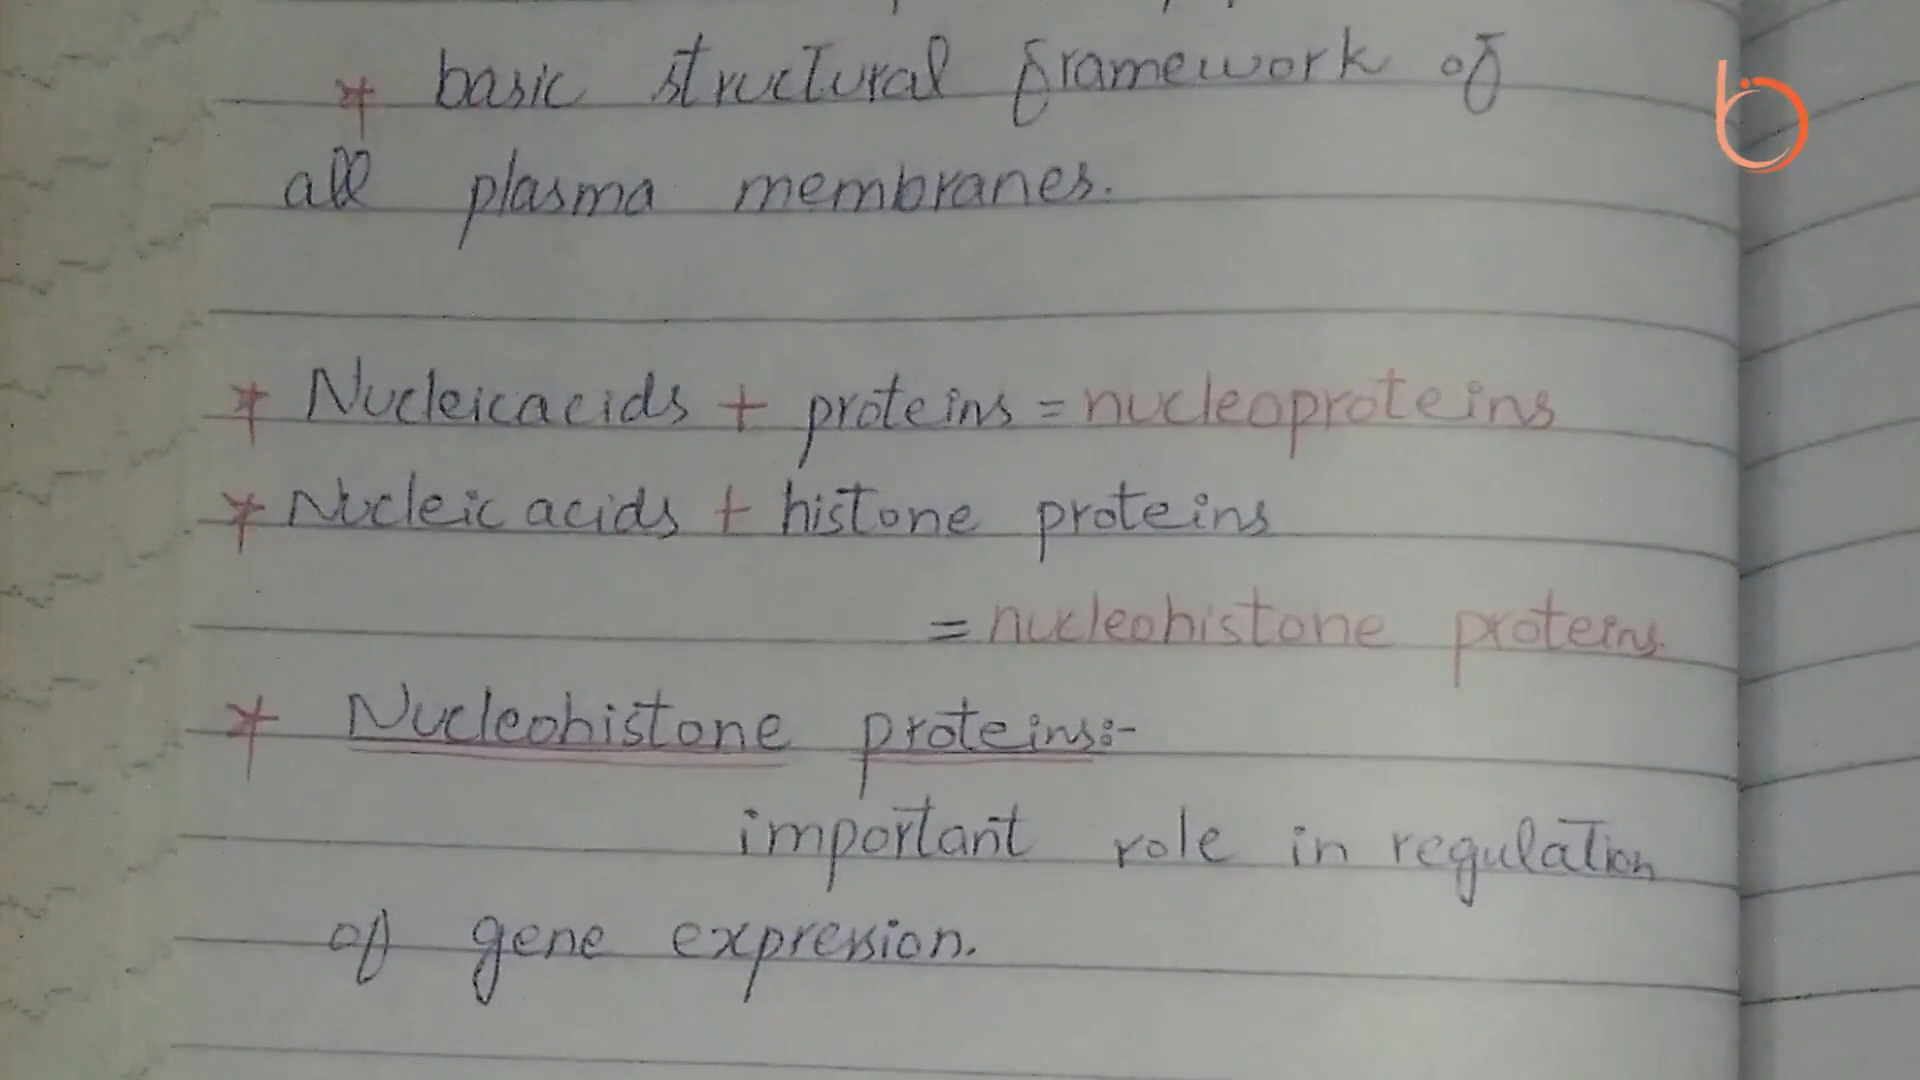 * basic structural framework of
all plasma membranes.
* Nucleicacids + proteins = nucleoproteins
* Nucleic acids + histone proteins
= nucleohistone proteins.
* Nucleohistone proteins:-
important role in regulation
of gene expression.